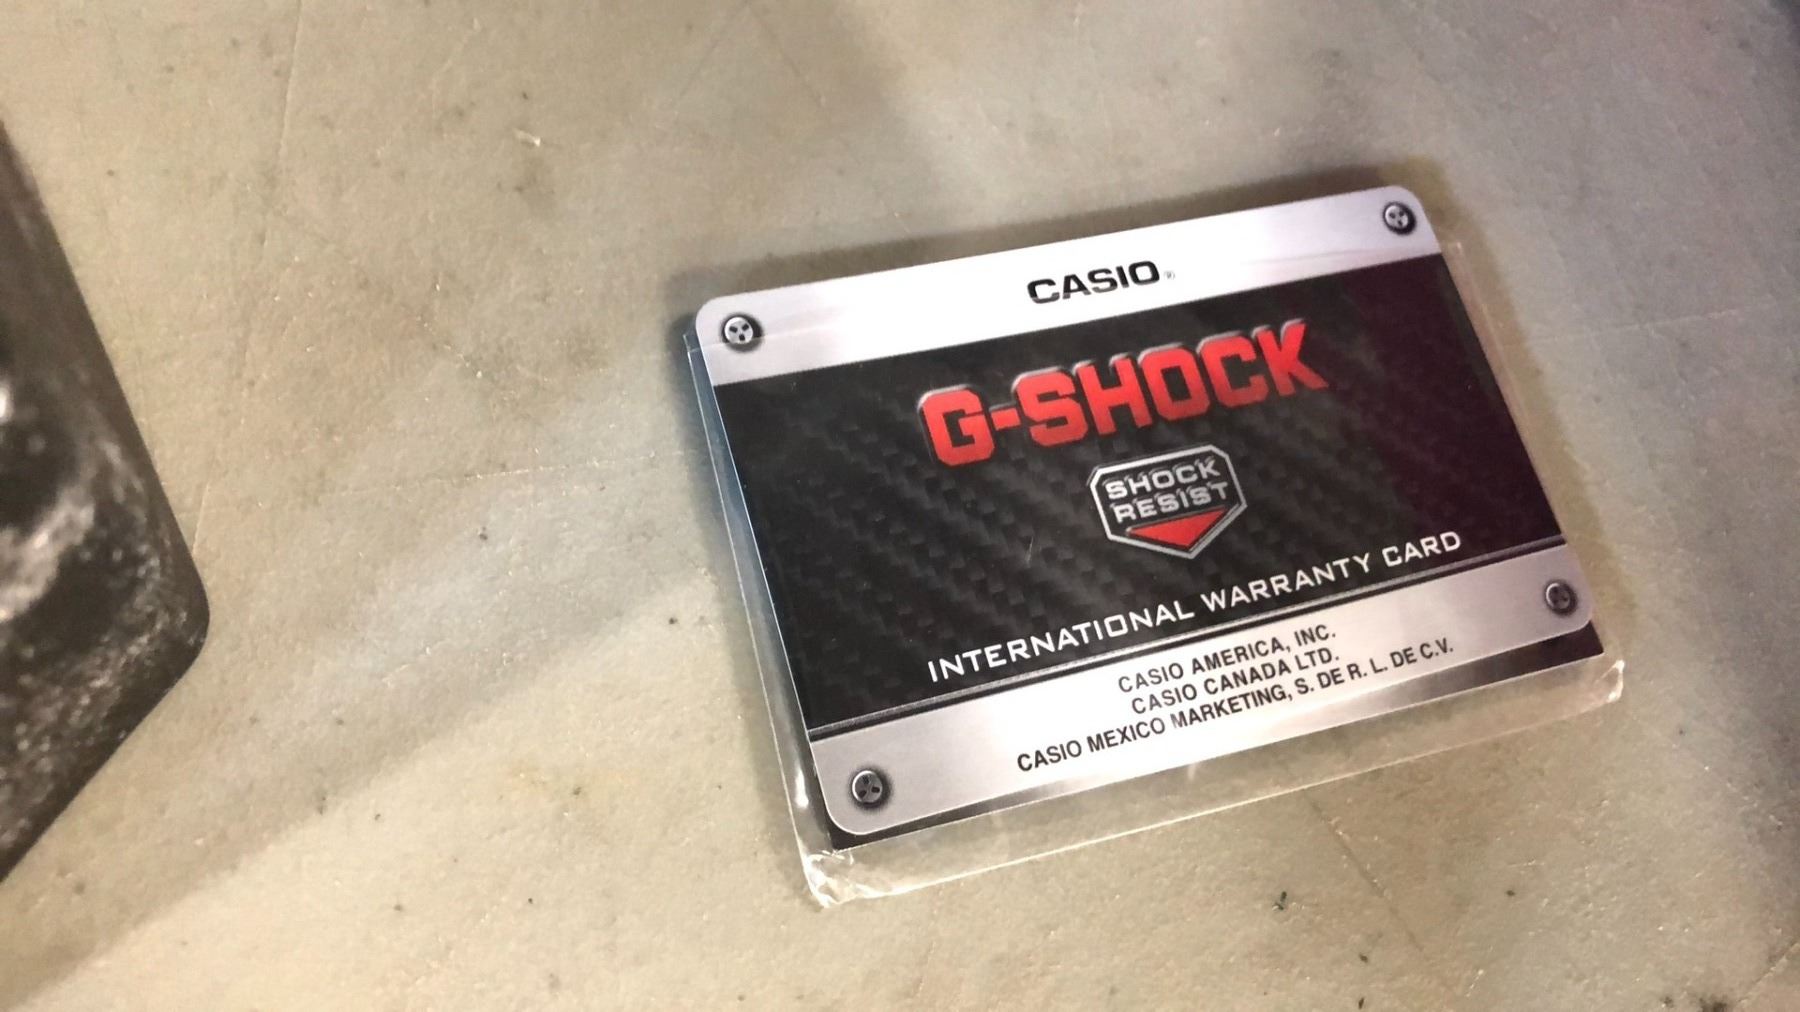 CASIO®
G-SHOCK
SHOCK
RESIST
INTERNATIONAL WARRANTY CARD
CASIO AMERICA, INC.
CASIO CANADA LTD.
CASIO MEXICO MARKETING, S. DE R. L. DE C.V.